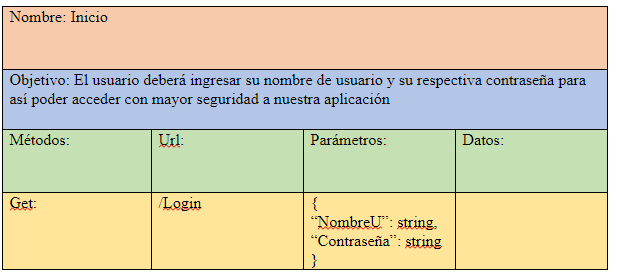 Nombre: Inicio
Objetivo: El usuario deberá ingresar su nombre de usuario y su respectiva contraseña para
así poder acceder con mayor seguridad a nuestra aplicación
Métodos: Url: Parámetros: Datos:
Get: /Login {
“NombreU”: string,
“Contraseña”: string
}